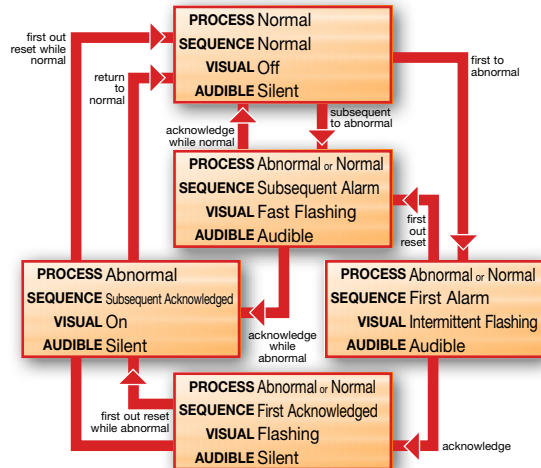 PROCESS Normal
SEQUENCE Normal
VISUAL Off
AUDIBLE Silent
first out
reset while
normal
return
to
normal
first to
abnormal
acknowledge
while normal
subsequent
to abnormal
PROCESS Abnormal or Normal
SEQUENCE Subsequent Alarm
VISUAL Fast Flashing
AUDIBLE Audible
first
out
reset
PROCESS Abnormal
SEQUENCE Subsequent Acknowledged
VISUAL On
AUDIBLE Silent
acknowledge
while
abnormal
PROCESS Abnormal or Normal
SEQUENCE First Alarm
VISUAL Intermittent Flashing
AUDIBLE Audible
first out reset
while abnormal
PROCESS Abnormal or Normal
SEQUENCE First Acknowledged
VISUAL Flashing
AUDIBLE Silent
acknowledge